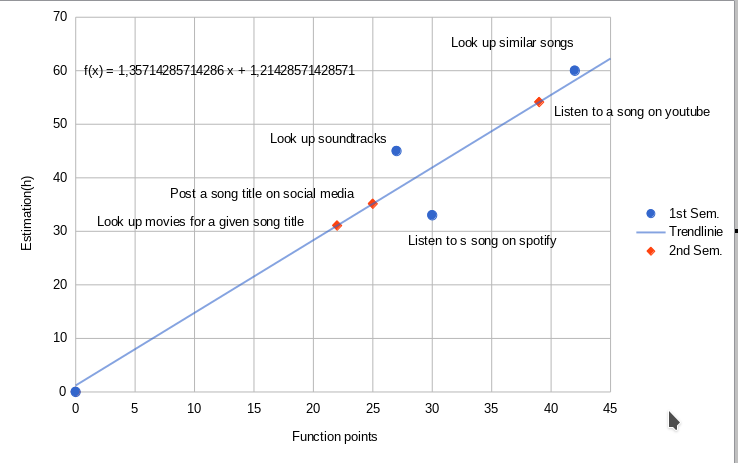 70
60
50
40
30
20
10
0
f(x) = 1,35714285714286 x + 1,21428571428571
Look up similar songs
Listen to a song on youtube
Look up soundtracks
Post a song title on social media
Look up movies for a given song title
Listen to s song on spotify
Estimation(h)
0 5 10 15 20 25 30 35 40 45
Function points
1st Sem.
Trendlinie
2nd Sem.